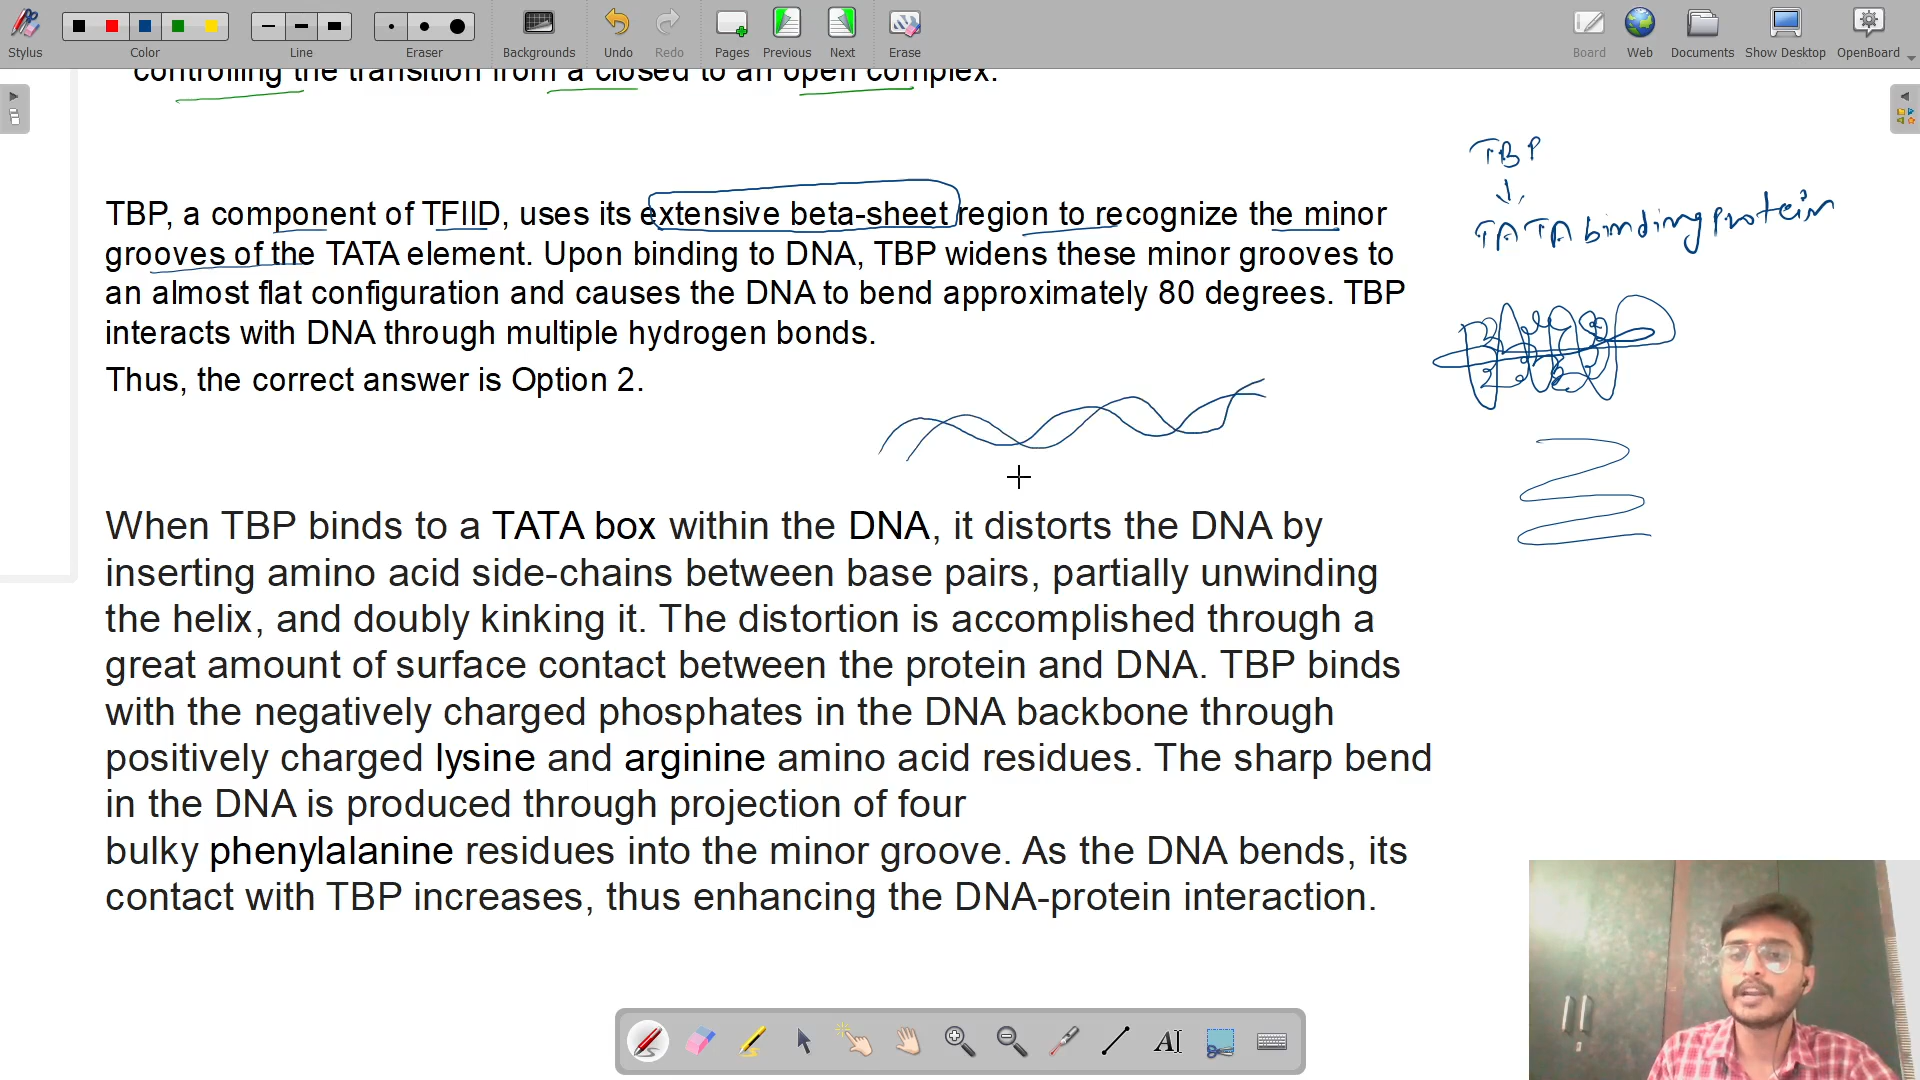 Stylus
Color
Line
Eraser
Backgrounds
Undo
Redo
Pages
Previous
Next
Erase
Board
Web
Documents
Show Desktop
OpenBoard
controlling the transition from a closed to an open complex.
TBP
TATA binding protein
TBP, a component of TFIID, uses its extensive beta-sheet region to recognize the minor
grooves of the TATA element. Upon binding to DNA, TBP widens these minor grooves to
an almost flat configuration and causes the DNA to bend approximately 80 degrees. TBP
interacts with DNA through multiple hydrogen bonds.
Thus, the correct answer is Option 2.
When TBP binds to a TATA box within the DNA, it distorts the DNA by
inserting amino acid side-chains between base pairs, partially unwinding
the helix, and doubly kinking it. The distortion is accomplished through a
great amount of surface contact between the protein and DNA. TBP binds
with the negatively charged phosphates in the DNA backbone through
positively charged lysine and arginine amino acid residues. The sharp bend
in the DNA is produced through projection of four
bulky phenylalanine residues into the minor groove. As the DNA bends, its
contact with TBP increases, thus enhancing the DNA-protein interaction.